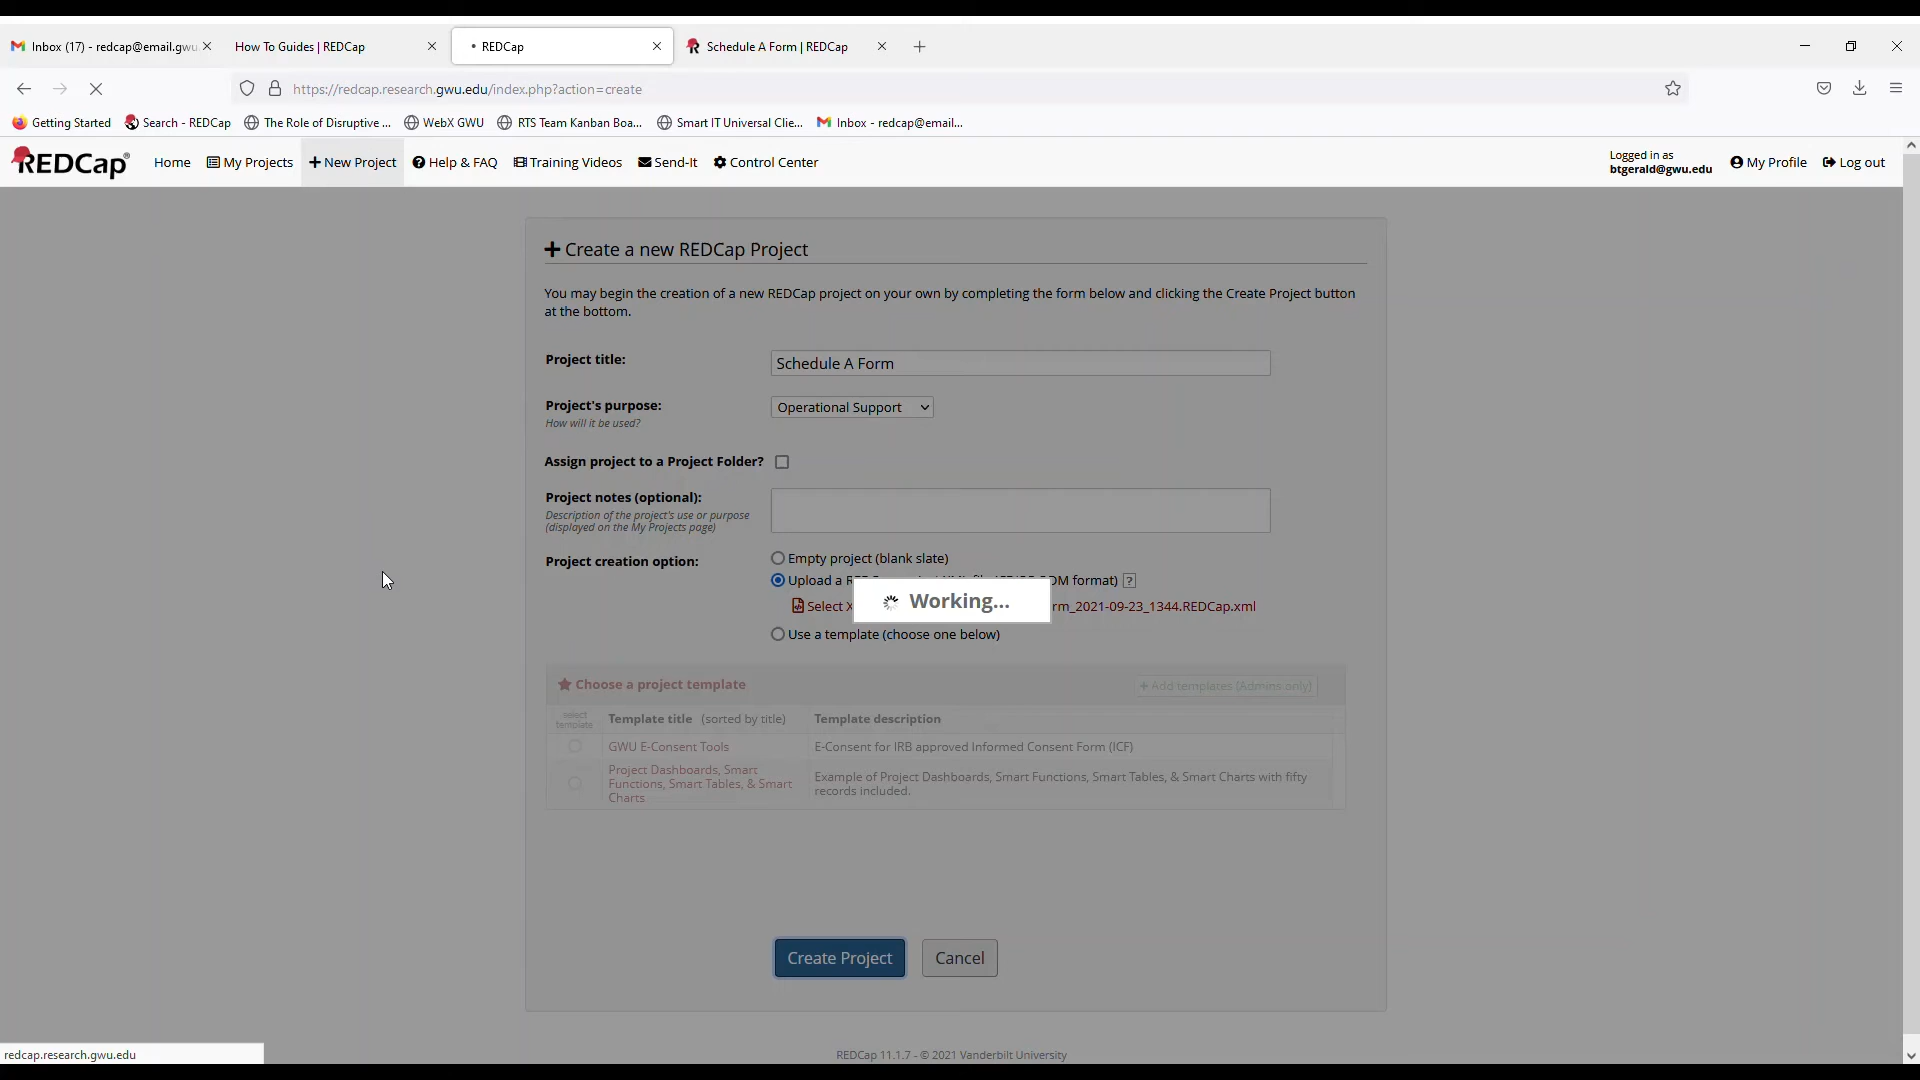 Inbox (17) - redcap@email.gwu
How To Guides | REDCap
REDCap
Schedule A Form | REDCap
https://redcap.research.gwu.edu/index.php?action=create
Getting Started
Search - REDCap
The Role of Disruptive ...
WebX GWU
RTS Team Kanban Boa...
Smart IT Universal Clie...
Inbox - redcap@email...
REDCap
Home
My Projects
New Project
Help & FAQ
Training Videos
Send-It
Control Center
Logged in as
btgerald@gwu.edu
My Profile
Log out
Create a new REDCap Project
You may begin the creation of a new REDCap project on your own by completing the form below and clicking the Create Project button
at the bottom.
Project title:
Schedule A Form
Project's purpose:
How will it be used?
Operational Support
Assign project to a Project Folder?
Project notes (optional):
Description of the project's use or purpose
(displayed on the My Projects page)
Project creation option:
Empty project (blank slate)
Upload a format) ?
Select rm_2021-09-23_1344.REDCap.xml
Working...
Use a template (choose one below)
Choose a project template
+ Add templates (Admins only)
select
template
Template title (sorted by title)
Template description
GWU E-Consent Tools
E-Consent for IRB approved Informed Consent Form (ICF)
Project Dashboards, Smart
Functions, Smart Tables, & Smart
Charts
Example of Project Dashboards, Smart Functions, Smart Tables, & Smart Charts with fifty
records included.
Create Project
Cancel
redcap.research.gwu.edu
REDCap 11.1.7 - © 2021 Vanderbilt University